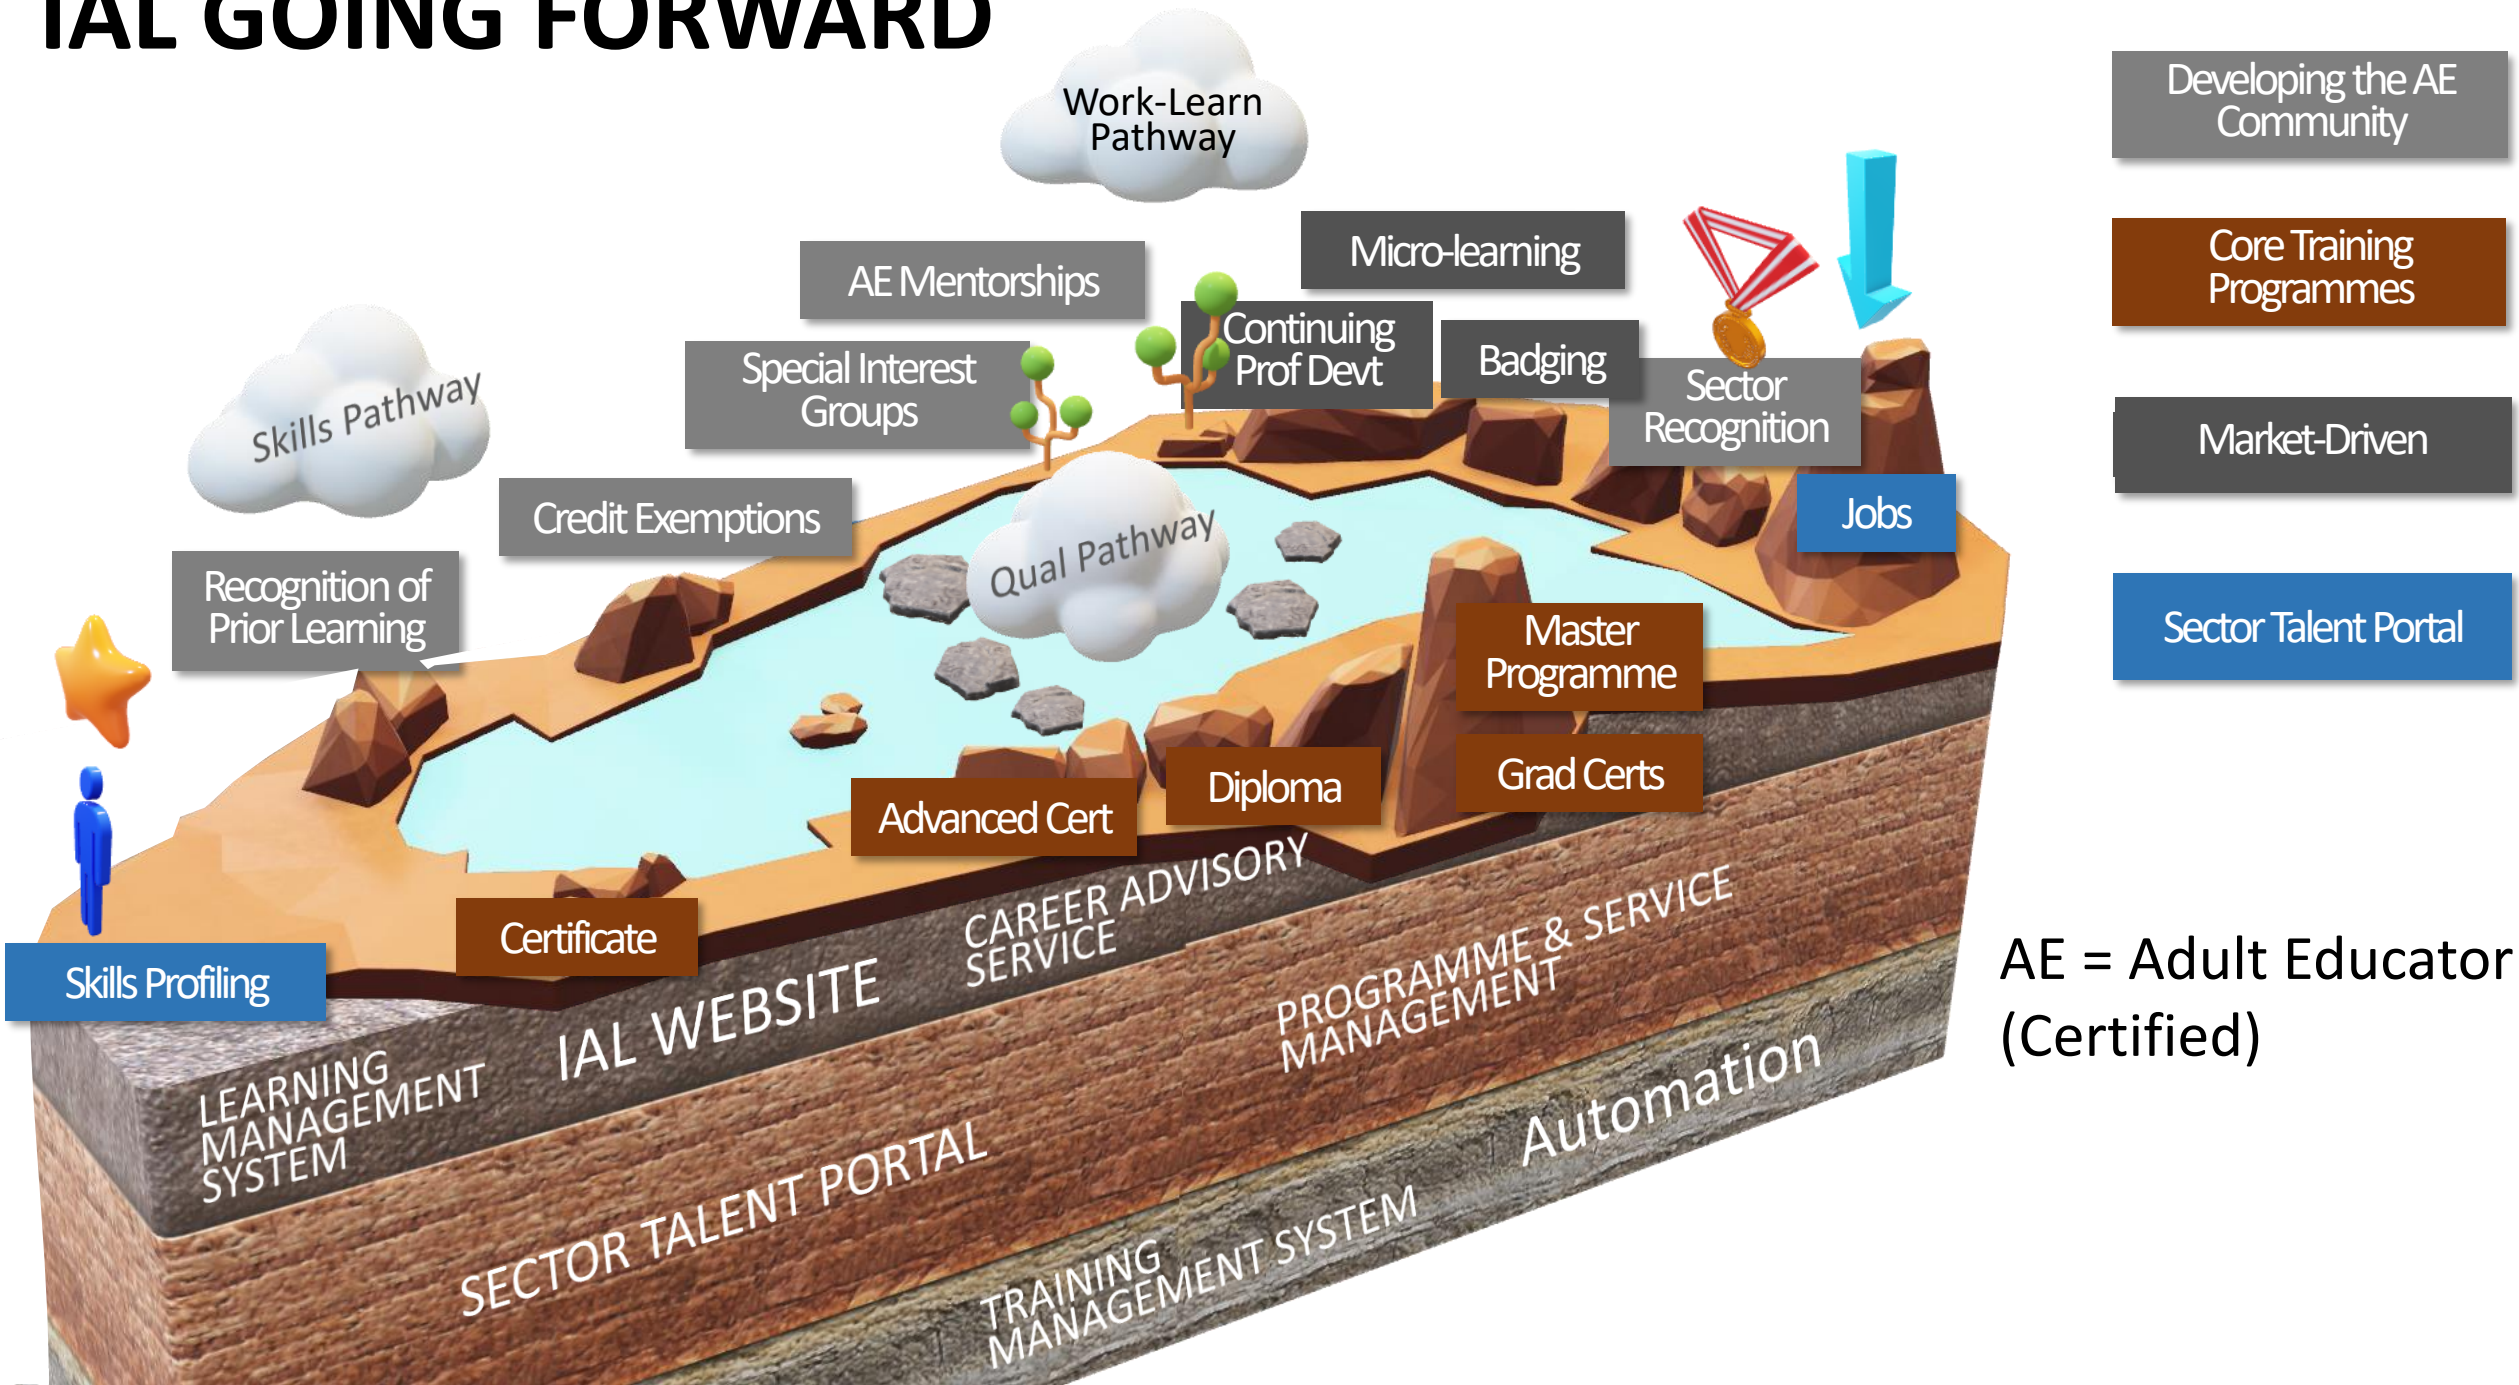 IAL GOING FORWARD
Work-Learn
Pathway
Developing the AE
Community
Micro-learning
AE Mentorships
Core Training
Programmes
Continuing
Prof Devt
Badging
Special Interest
Groups
Sector
Recognition
Skills Pathway
Market-Driven
Credit Exemptions
Jobs
Qual Pathway
Recognition of
Prior Learning
Master
Programme
Sector Talent Portal
Grad Certs
Diploma
Advanced Cert
Certificate
Skills Profiling
CAREER ADVISORY
SERVICE
IAL WEBSITE
LEARNING
MANAGEMENT
SYSTEM
PROGRAMME & SERVICE
MANAGEMENT
SECTOR TALENT PORTAL
Automation
TRAINING
MANAGEMENT SYSTEM
AE = Adult Educator
(Certified)